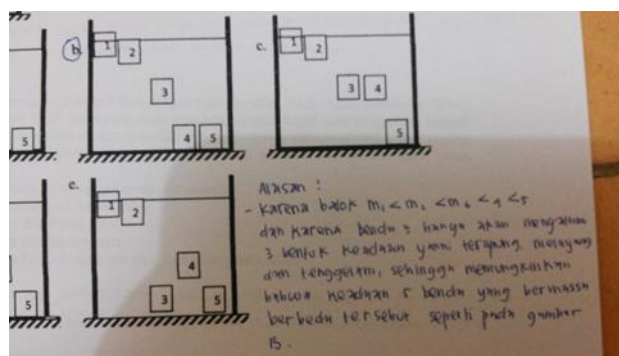 b.
1
2
3
4
5
c.
1
2
3
4
5
5
e.
1
2
4
3
5
5
Alasan :
- Karena balok m₁ < m₂ < m₃ < 4 < 5
dan karena benda 2 hanya akan mengalami
3 bentuk keadaan yaitu terapung, melayang
dan tenggelam, sehingga memungkinkan
bahwa keadaan 5 benda yang bermassa
berbeda tersebut seperti pada gambar
B.